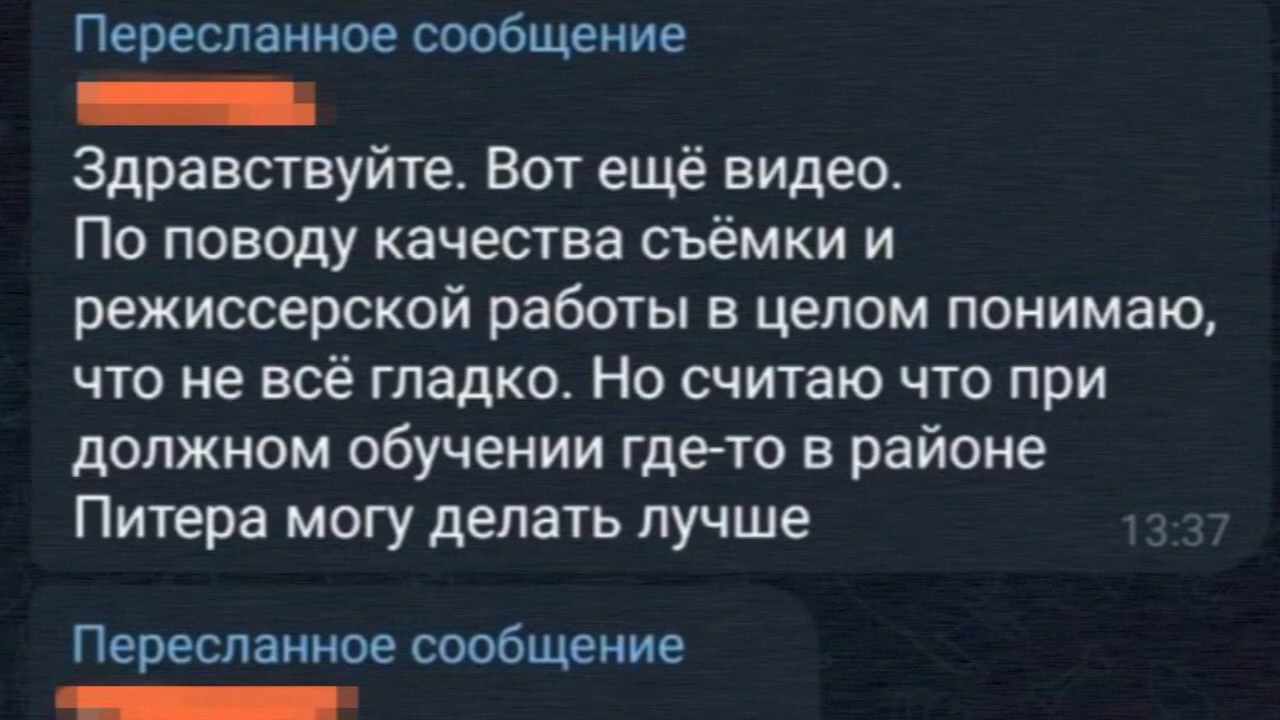 Пересланное сообщение
Здравствуйте. Вот ещё видео.
По поводу качества съёмки и
режиссерской работы в целом понимаю,
что не всё гладко. Но считаю что при
должном обучении где-то в районе
Питера могу делать лучше
13:37
Пересланное сообщение